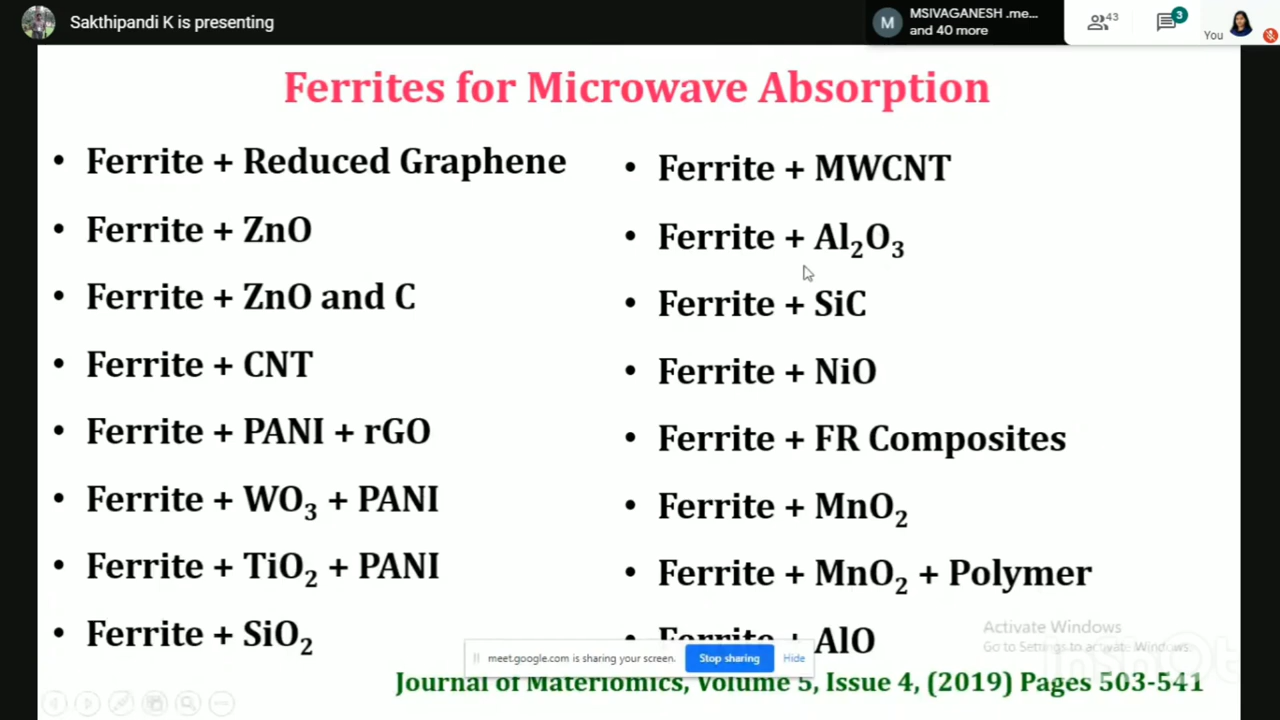 Sakthipandi K is presenting
M
MSIVAGANESH .me...
and 40 more
43
3
You
Ferrites for Microwave Absorption
• Ferrite + Reduced Graphene
• Ferrite + ZnO
• Ferrite + ZnO and C
• Ferrite + CNT
• Ferrite + PANI + rGO
• Ferrite + WO₃ + PANI
• Ferrite + TiO₂ + PANI
• Ferrite + SiO₂
• Ferrite + MWCNT
• Ferrite + Al₂O₃
• Ferrite + SiC
• Ferrite + NiO
• Ferrite + FR Composites
• Ferrite + MnO₂
• Ferrite + MnO₂ + Polymer
• Ferrite + AlO
Activate Windows
Go to Settings to activate Windows.
meet.google.com is sharing your screen.
Stop sharing
Hide
Journal of Materiomics, Volume 5, Issue 4, (2019) Pages 503-541